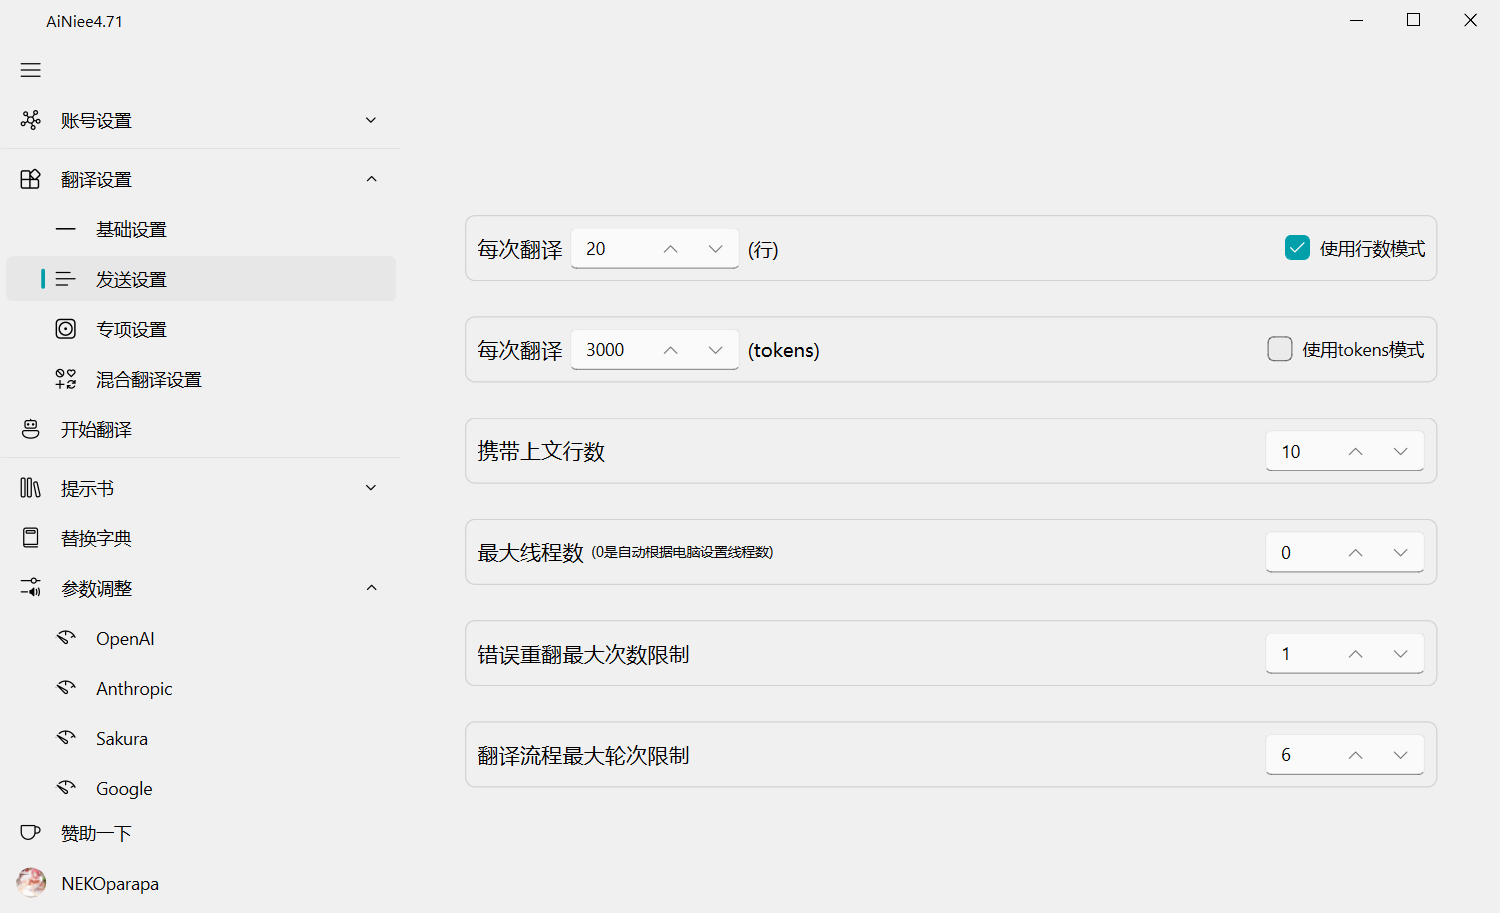 AiNiee4.71
账号设置
翻译设置
基础设置
发送设置
专项设置
混合翻译设置
开始翻译
提示书
替换字典
参数调整
OpenAI
Anthropic
Sakura
Google
赞助一下
NEKOparapa
每次翻译 20 (行) 使用行数模式
每次翻译 3000 (tokens) 使用tokens模式
携带上文行数 10
最大线程数 (0是自动根据电脑设置线程数) 0
错误重翻最大次数限制 1
翻译流程最大轮次限制 6